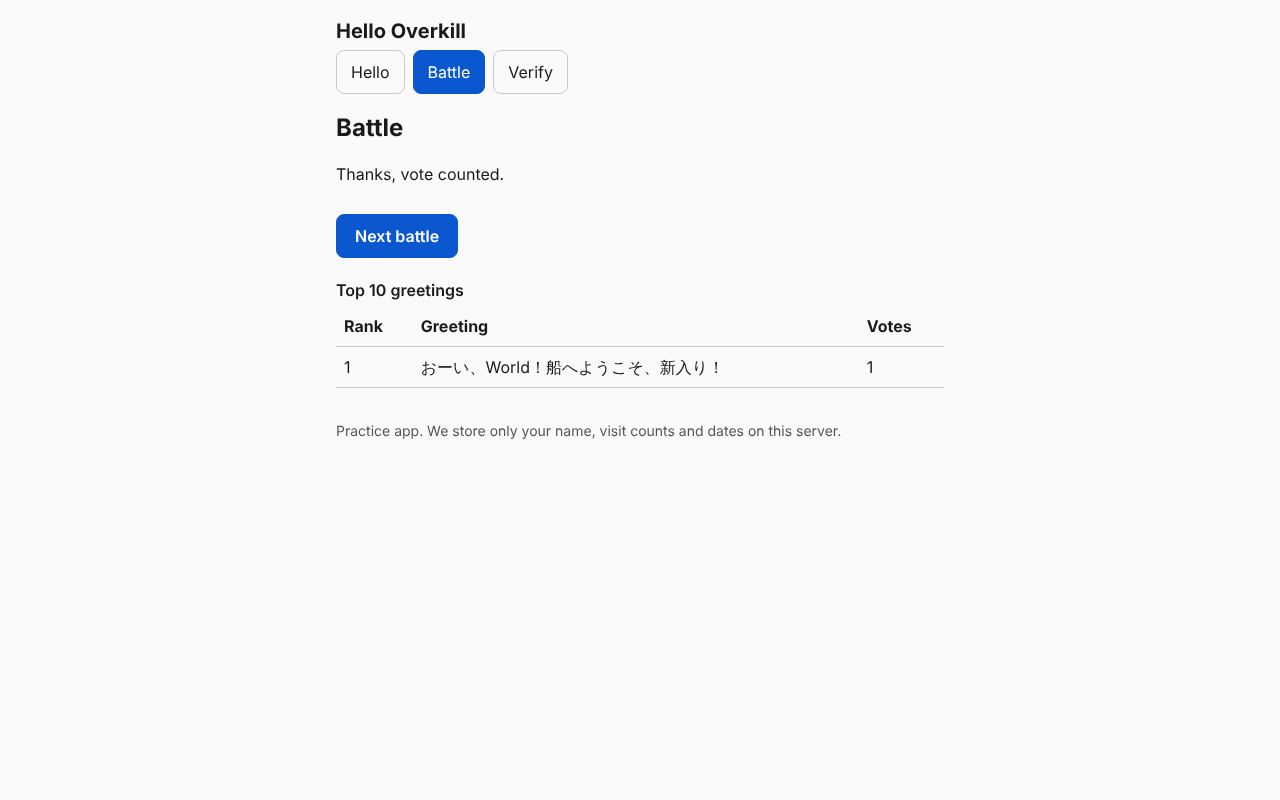 Hello Overkill
Hello Battle Verify
Battle
Thanks, vote counted.
Next battle
Top 10 greetings
Rank Greeting Votes
1 おーい、World！船へようこそ、新入り！ 1
Practice app. We store only your name, visit counts and dates on this server.